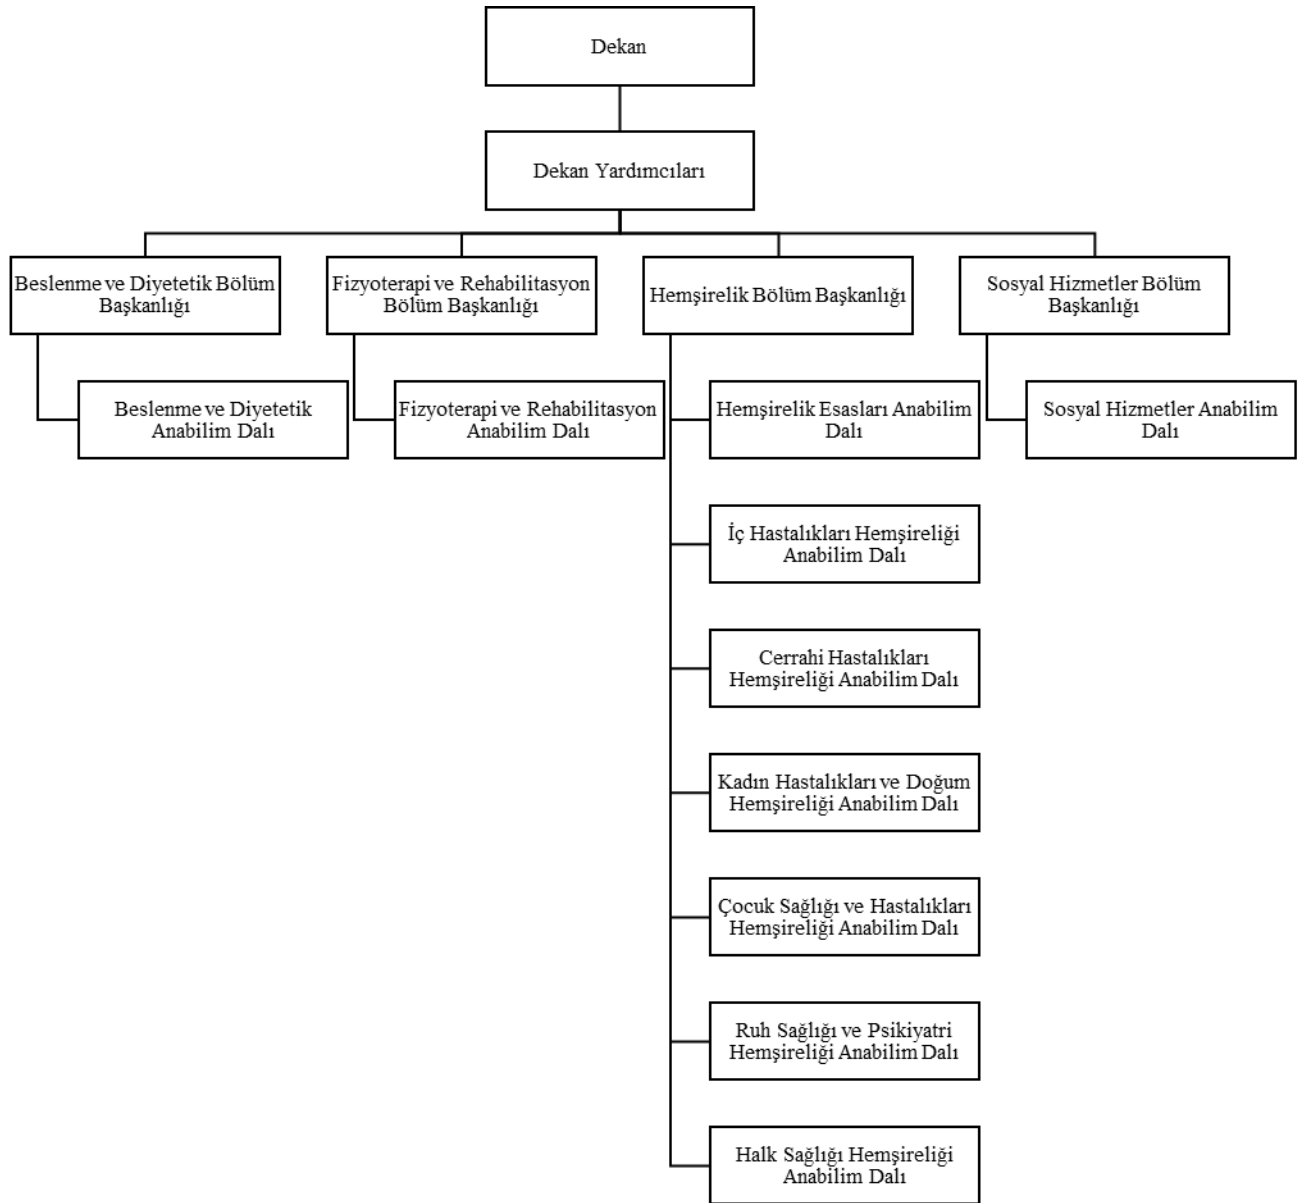 Dekan
Dekan Yardımcıları
Beslenme ve Diyetetik Bölüm
Başkanlığı
Fizyoterapi ve Rehabilitasyon
Bölüm Başkanlığı
Hemşirelik Bölüm Başkanlığı
Sosyal Hizmetler Bölüm
Başkanlığı
Beslenme ve Diyetetik
Anabilim Dalı
Fizyoterapi ve Rehabilitasyon
Anabilim Dalı
Hemşirelik Esasları Anabilim
Dalı
Sosyal Hizmetler Anabilim
Dalı
İç Hastalıkları Hemşireliği
Anabilim Dalı
Cerrahi Hastalıkları
Hemşireliği Anabilim Dalı
Kadın Hastalıkları ve Doğum
Hemşireliği Anabilim Dalı
Çocuk Sağlığı ve Hastalıkları
Hemşireliği Anabilim Dalı
Ruh Sağlığı ve Psikiyatri
Hemşireliği Anabilim Dalı
Halk Sağlığı Hemşireliği
Anabilim Dalı